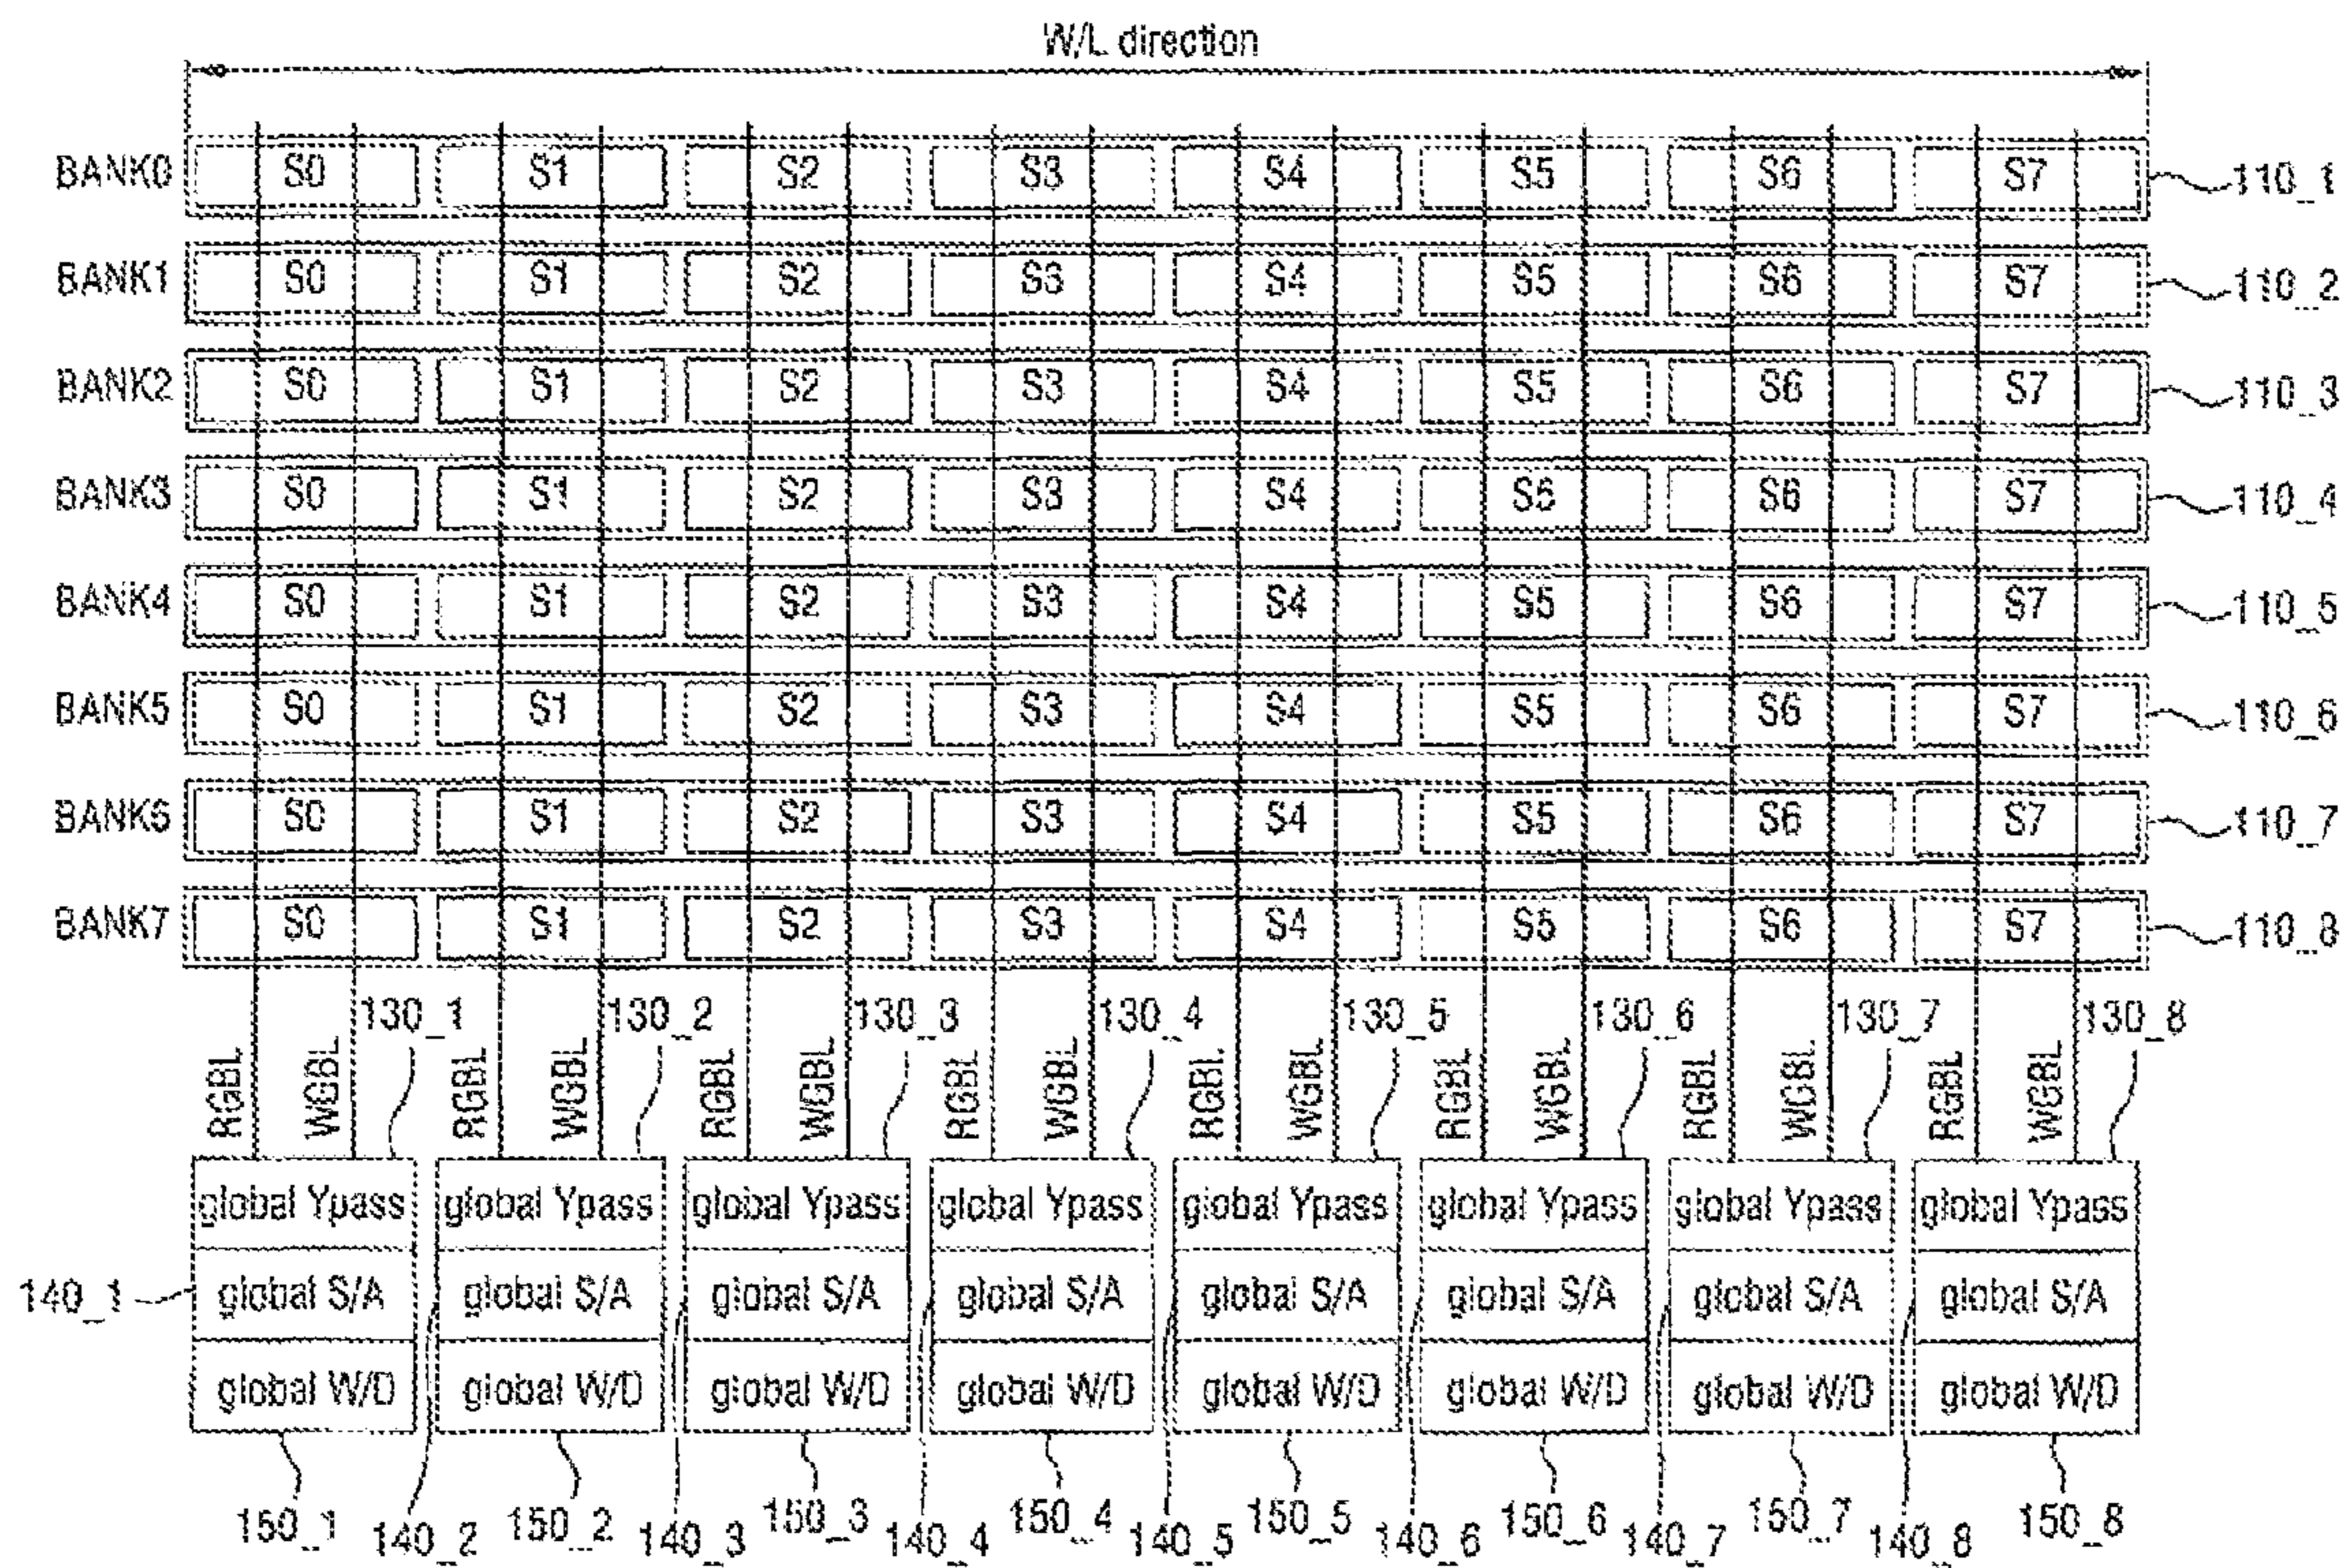 W/L direction
BANK0 S0 S1 S2 S3 S4 S5 S6 S7 110_1
BANK1 S0 S1 S2 S3 S4 S5 S6 S7 110_2
BANK2 S0 S1 S2 S3 S4 S5 S6 S7 110_3
BANK3 S0 S1 S2 S3 S4 S5 S6 S7 110_4
BANK4 S0 S1 S2 S3 S4 S5 S6 S7 110_5
BANK5 S0 S1 S2 S3 S4 S5 S6 S7 110_6
BANK6 S0 S1 S2 S3 S4 S5 S6 S7 110_7
BANK7 S0 S1 S2 S3 S4 S5 S6 S7 110_8
130_1 130_2 130_3 130_4 130_5 130_6 130_7 130_8
RGBL WGBL RGBL WGBL RGBL WGBL RGBL WGBL RGBL WGBL RGBL WGBL RGBL WGBL RGBL WGBL
global Ypass global Ypass global Ypass global Ypass global Ypass global Ypass global Ypass global Ypass
140_1 global S/A global S/A global S/A global S/A global S/A global S/A global S/A global S/A
global W/D global W/D global W/D global W/D global W/D global W/D global W/D global W/D
150_1 140_2 150_2 140_3 150_3 140_4 150_4 140_5 150_5 140_6 150_6 140_7 150_7 140_8 150_8